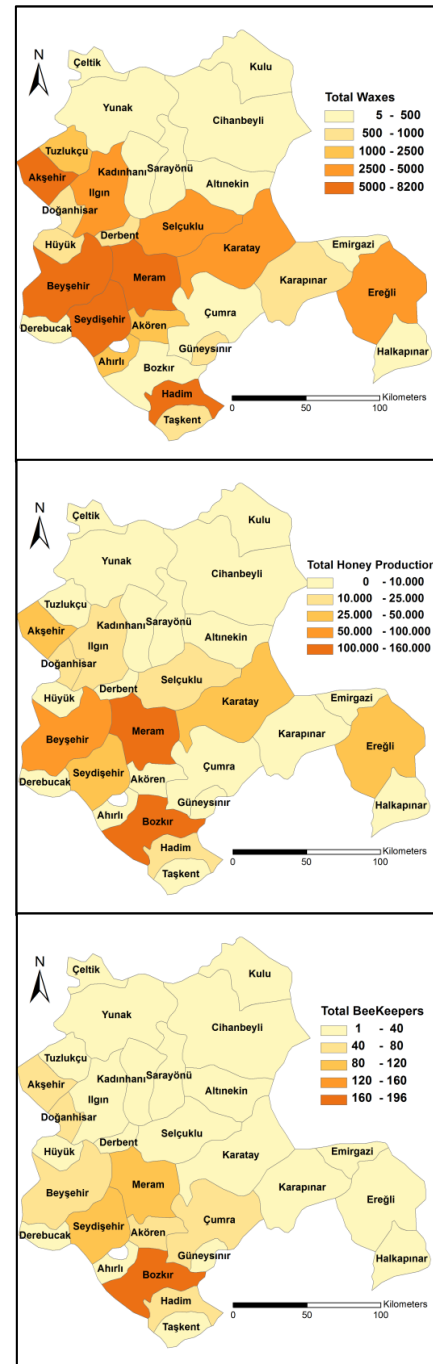 N
Çeltik
Kulu
Yunak
Cihanbeyli
Total Waxes
5 - 500
500 - 1000
1000 - 2500
2500 - 5000
5000 - 8200
Tuzlukçu
Akşehir
Kadınhanı
Sarayönü
Ilgın
Altınekin
Doğanhisar
Derbent
Selçuklu
Hüyük
Karatay
Emirgazi
Beyşehir
Meram
Karapınar
Ereğli
Seydişehir
Çumra
Derebucak
Akören
Güneysınır
Halkapınar
Ahırlı
Bozkır
Hadim
Taşkent
Kilometers
0 50 100
N
Çeltik
Kulu
Yunak
Cihanbeyli
Total Honey Production
0 - 10.000
10.000 - 25.000
25.000 - 50.000
50.000 - 100.000
100.000 - 160.000
Tuzlukçu
Akşehir
Kadınhanı
Sarayönü
Ilgın
Altınekin
Doğanhisar
Derbent
Selçuklu
Hüyük
Karatay
Emirgazi
Beyşehir
Meram
Karapınar
Ereğli
Seydişehir
Çumra
Derebucak
Akören
Güneysınır
Halkapınar
Ahırlı
Bozkır
Hadim
Taşkent
Kilometers
0 50 100
N
Çeltik
Kulu
Yunak
Cihanbeyli
Total BeeKeepers
1 - 40
40 - 80
80 - 120
120 - 160
160 - 196
Tuzlukçu
Akşehir
Kadınhanı
Sarayönü
Ilgın
Altınekin
Doğanhisar
Derbent
Selçuklu
Hüyük
Karatay
Emirgazi
Beyşehir
Meram
Karapınar
Ereğli
Seydişehir
Çumra
Derebucak
Akören
Güneysınır
Halkapınar
Ahırlı
Bozkır
Hadim
Taşkent
Kilometers
0 50 100